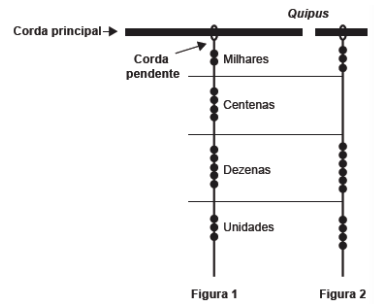 Quipus
Corda principal
Corda
pendente
Milhares
Centenas
Dezenas
Unidades
Figura 1
Figura 2